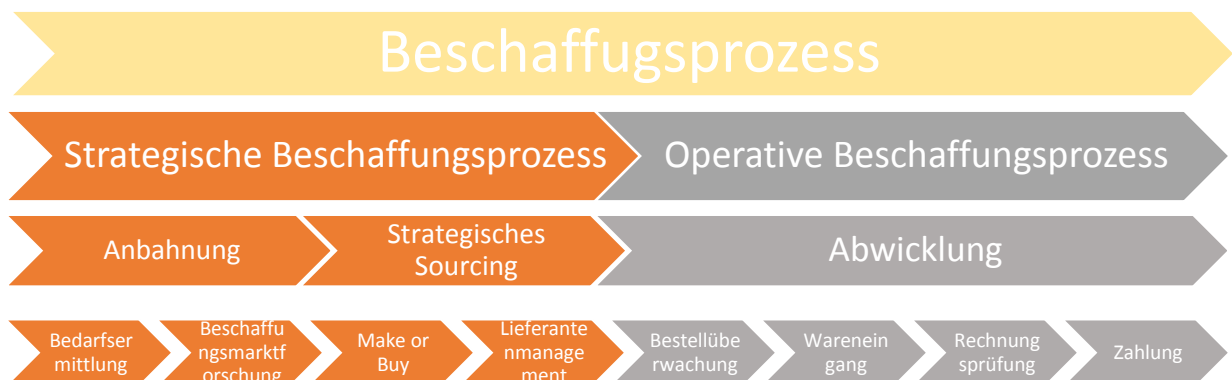 Beschaffugsprozess
Strategische Beschaffungsprozess
Operative Beschaffungsprozess
Anbahnung
Strategisches
Sourcing
Abwicklung
Bedarfser
mittlung
Beschaffu
ngsmarktf
orschung
Make or
Buy
Lieferante
nmanage
ment
Bestellübe
rwachung
Warenein
gang
Rechnung
sprüfung
Zahlung